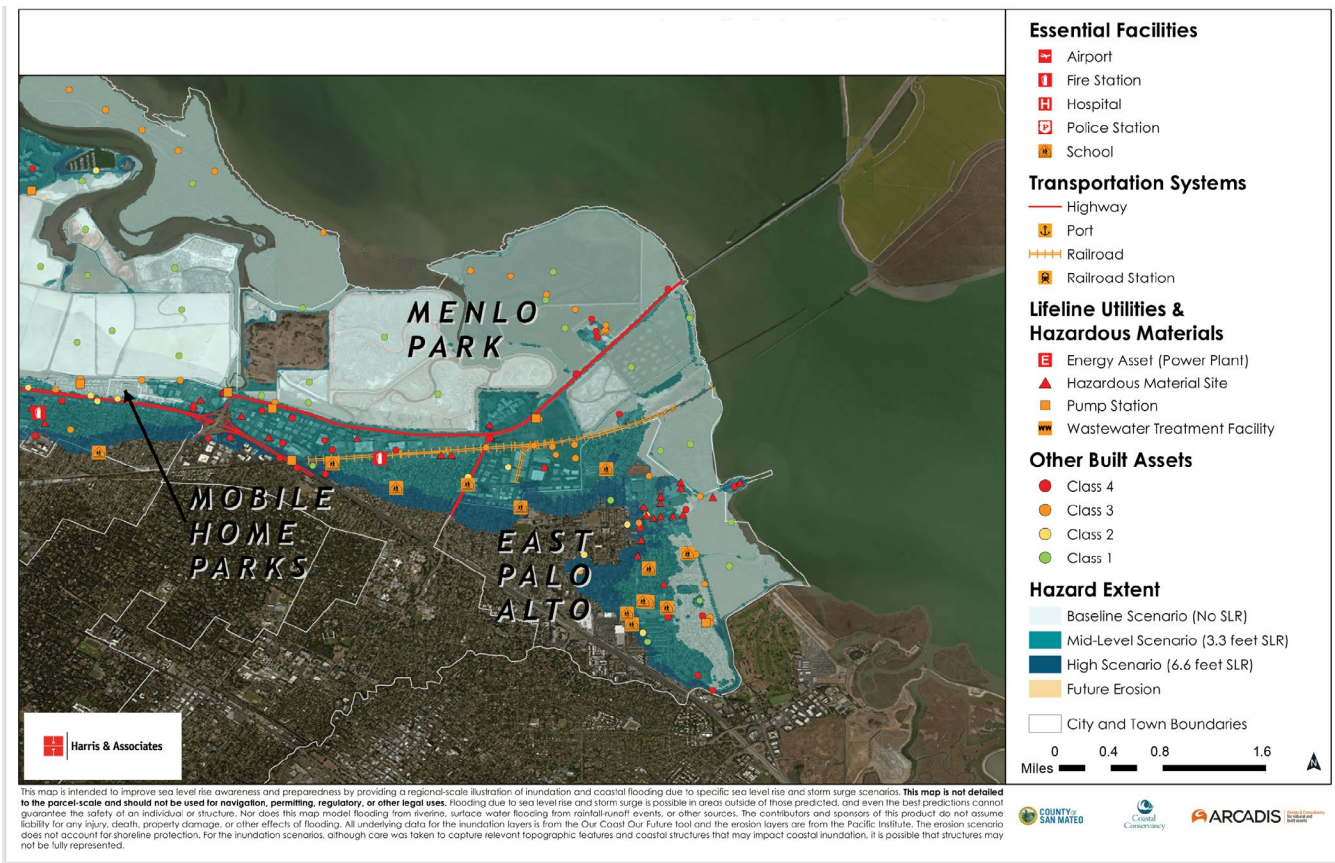 MENLO
PARK
MOBILE
HOME
PARKS
EAST
PALO
ALTO
Harris & Associates
Essential Facilities
Airport
Fire Station
H Hospital
P Police Station
School
Transportation Systems
Highway
Port
Railroad
Railroad Station
Lifeline Utilities &
Hazardous Materials
E Energy Asset (Power Plant)
Hazardous Material Site
Pump Station
WW Wastewater Treatment Facility
Other Built Assets
Class 4
Class 3
Class 2
Class 1
Hazard Extent
Baseline Scenario (No SLR)
Mid-Level Scenario (3.3 feet SLR)
High Scenario (6.6 feet SLR)
Future Erosion
City and Town Boundaries
0 0.4 0.8 1.6
Miles
N
This map is intended to improve sea level rise awareness and preparedness by providing a regional-scale illustration of inundation and coastal flooding due to specific sea level rise and storm surge scenarios. This map is not detailed
to the parcel-scale and should not be used for navigation, permitting, regulatory, or other legal uses. Flooding due to sea level rise and storm surge is possible in areas outside of those predicted, and even the best predictions cannot
guarantee the safety of an individual or structure. Nor does this map model flooding from riverine, surface water flooding from rainfall-runoff events, or other sources. The contributors and sponsors of this product do not assume
liability for any injury, death, property damage, or other effects of flooding. All underlying data for the inundation layers is from the Our Coast Our Future tool and the erosion layers are from the Pacific Institute. The erosion scenario
does not account for shoreline protection. For the inundation scenarios, although care was taken to capture relevant topographic features and coastal structures that may impact coastal inundation, it is possible that structures may
not be fully represented.
COUNTY OF
SAN MATEO
Coastal
Conservancy
ARCADIS
Design & Consultancy
for natural and
built assets